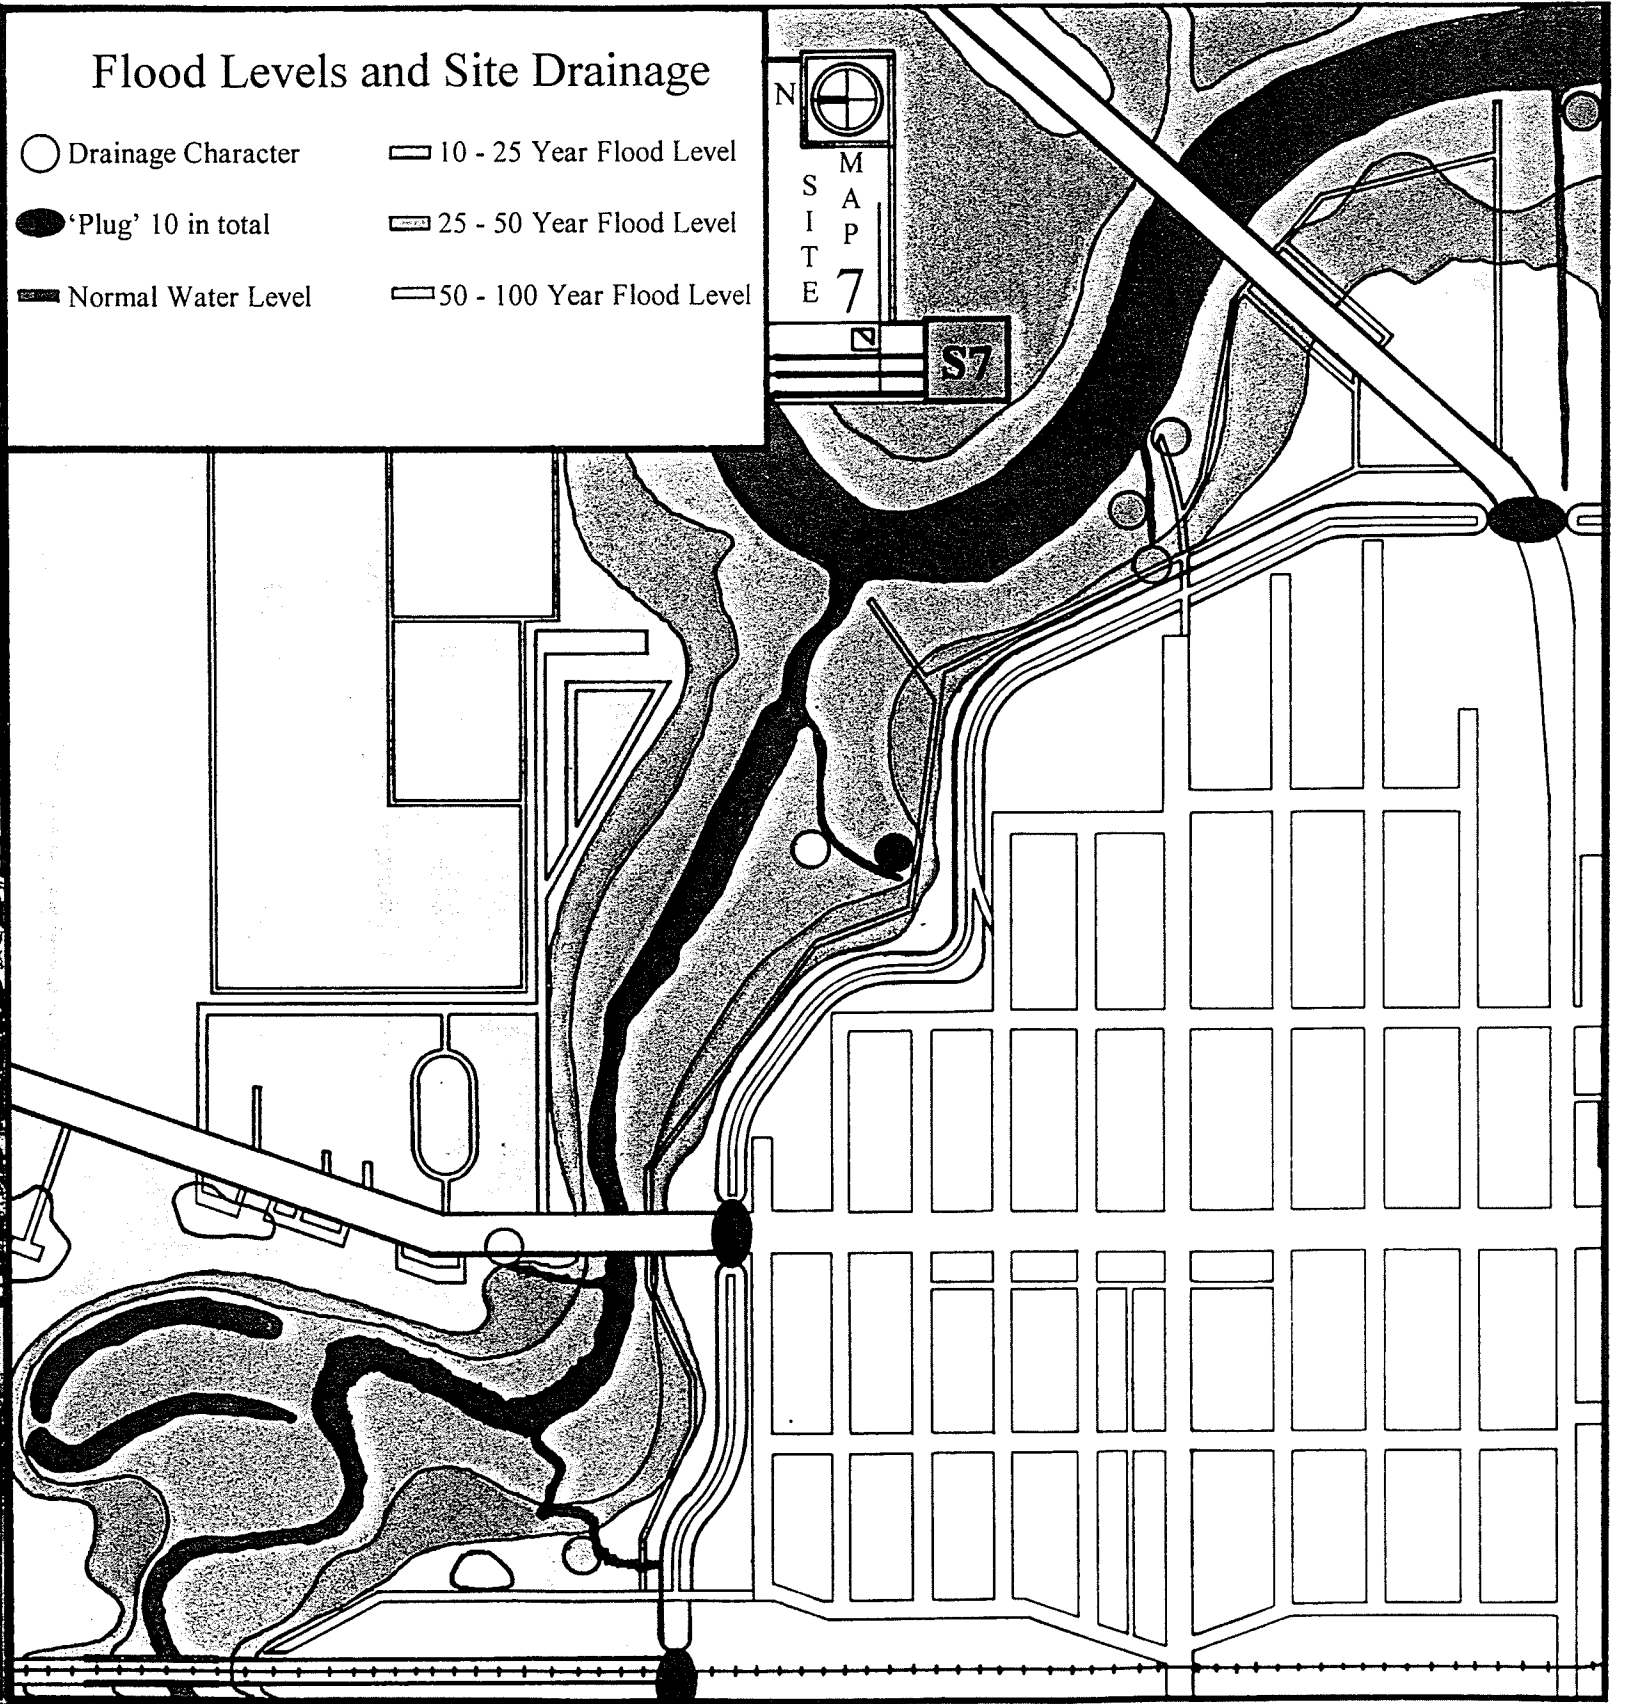 Flood Levels and Site Drainage
Drainage Character
10 - 25 Year Flood Level
'Plug' 10 in total
25 - 50 Year Flood Level
Normal Water Level
50 - 100 Year Flood Level
N
SITE
MAP
7
S7